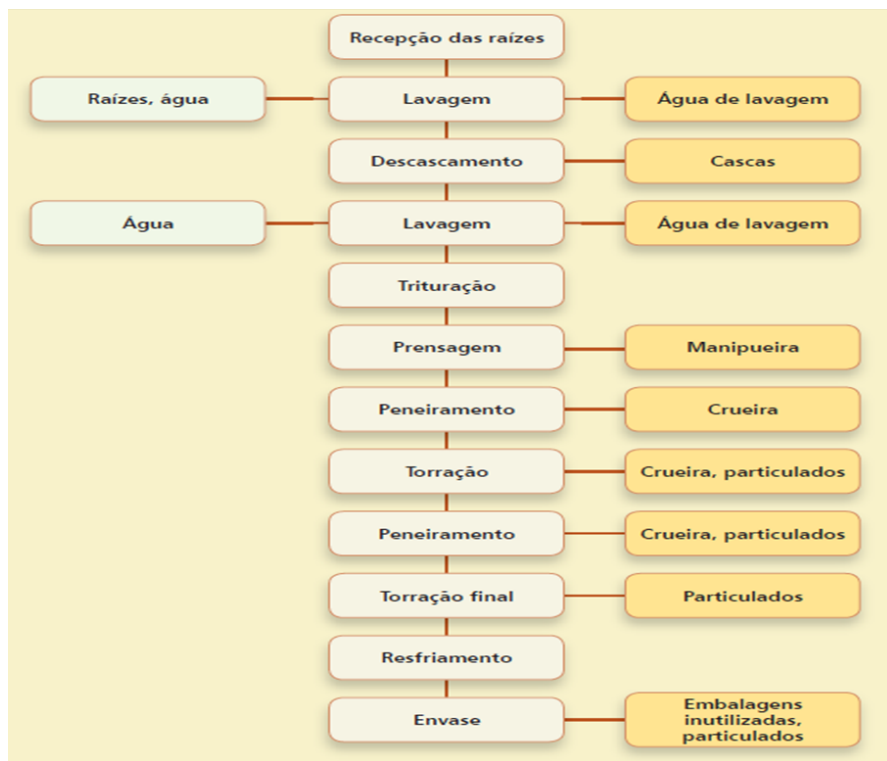 Recepção das raízes
Raízes, água
Lavagem
Água de lavagem
Descascamento
Cascas
Água
Lavagem
Água de lavagem
Trituração
Prensagem
Manipueira
Peneiramento
Crueira
Torração
Crueira, particulados
Peneiramento
Crueira, particulados
Torração final
Particulados
Resfriamento
Envase
Embalagens
inutilizadas,
particulados